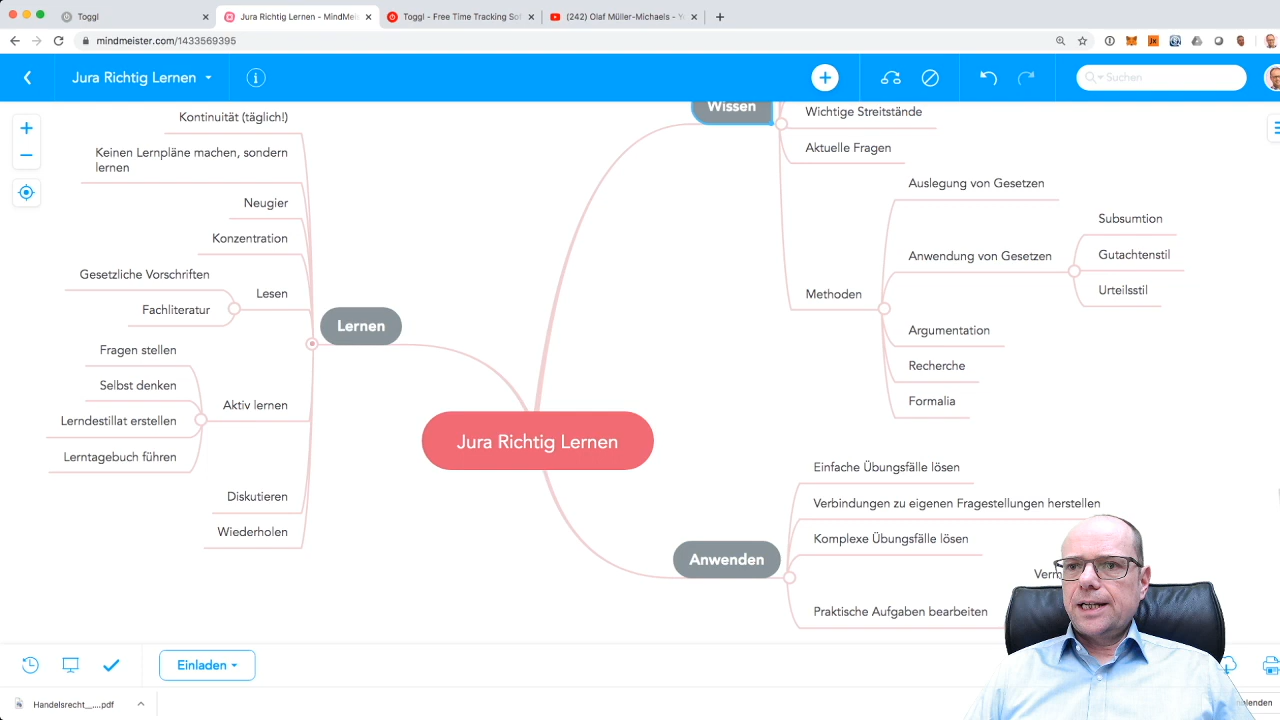 Toggl
Jura Richtig Lernen - MindMeis
Toggl - Free Time Tracking Sof
(242) Olaf Müller-Michaels - Y
mindmeister.com/1433569395
Jura Richtig Lernen
Suchen
Kontinuität (täglich!)
Keinen Lernpläne machen, sondern
lernen
Neugier
Konzentration
Gesetzliche Vorschriften
Lesen
Fachliteratur
Lernen
Fragen stellen
Selbst denken
Aktiv lernen
Lerndestillat erstellen
Lerntagebuch führen
Diskutieren
Wiederholen
Jura Richtig Lernen
Wissen
Wichtige Streitstände
Aktuelle Fragen
Auslegung von Gesetzen
Subsumtion
Anwendung von Gesetzen
Gutachtenstil
Urteilsstil
Methoden
Argumentation
Recherche
Formalia
Einfache Übungsfälle lösen
Verbindungen zu eigenen Fragestellungen herstellen
Komplexe Übungsfälle lösen
Anwenden
Verm
Praktische Aufgaben bearbeiten
Einladen
Handelsrecht__....pdf